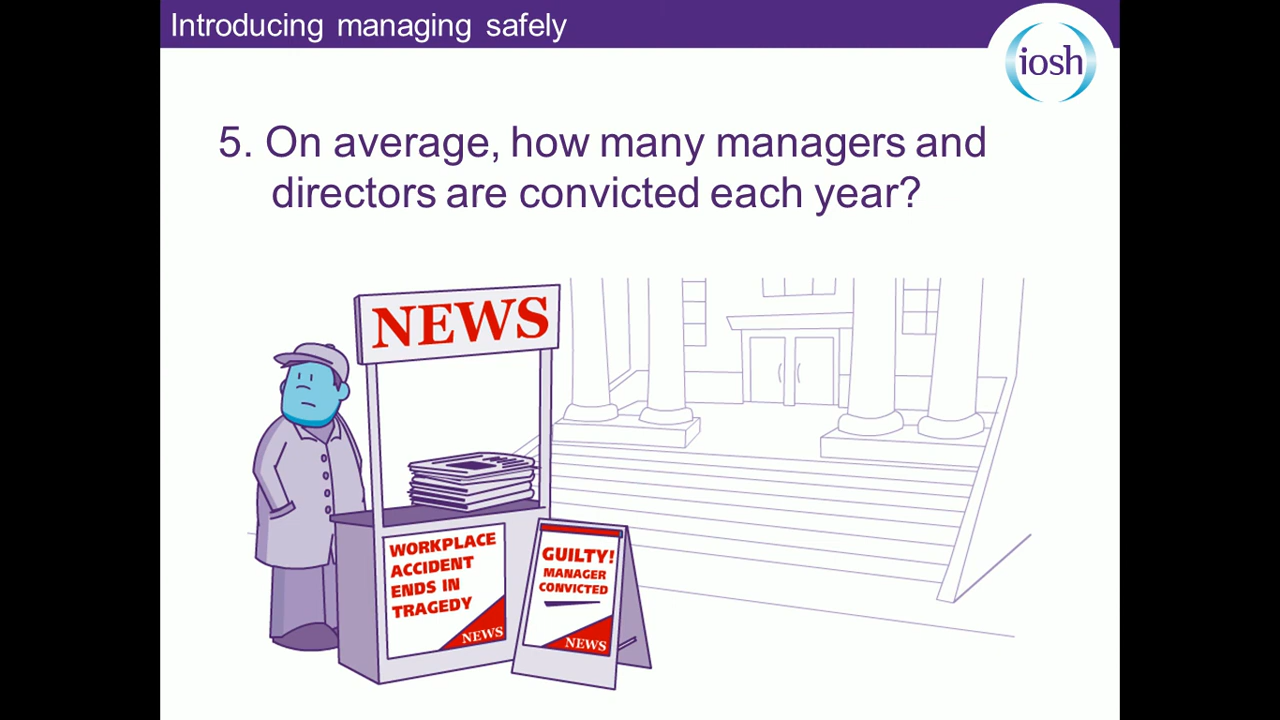 Introducing managing safely
iosh
5. On average, how many managers and
directors are convicted each year?
NEWS
WORKPLACE
ACCIDENT
ENDS IN
TRAGEDY
NEWS
GUILTY!
MANAGER
CONVICTED
NEWS